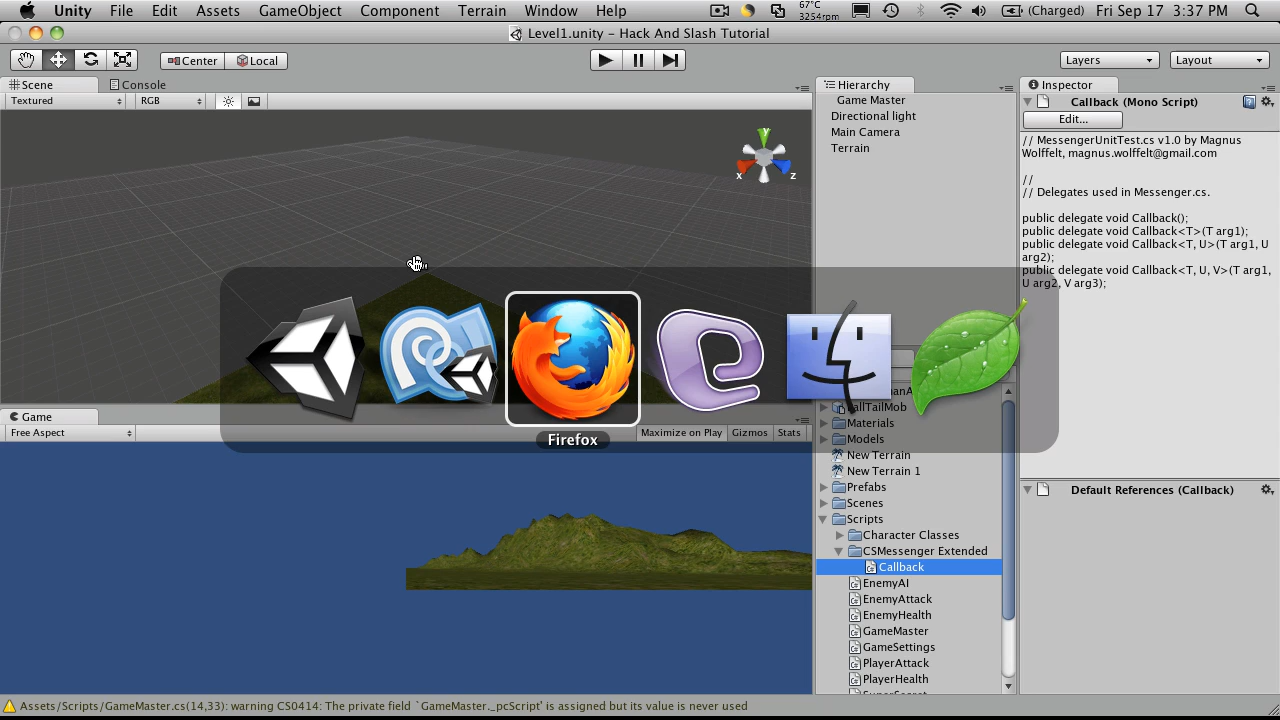 Unity File Edit Assets GameObject Component Terrain Window Help 67°C 3254rpm (Charged) Fri Sep 17 3:37 PM
Level1.unity - Hack And Slash Tutorial
Center Local Layers Layout
Scene Console
Textured RGB
Y
x z
Hierarchy
Game Master
Directional light
Main Camera
Terrain
Inspector
Callback (Mono Script)
Edit...
// MessengerUnitTest.cs v1.0 by Magnus
Wolffelt, magnus.wolffelt@gmail.com
//
// Delegates used in Messenger.cs.
public delegate void Callback();
public delegate void Callback<T>(T arg1);
public delegate void Callback<T, U>(T arg1, U
arg2);
public delegate void Callback<T, U, V>(T arg1,
U arg2, V arg3);
Firefox
Game
Free Aspect Maximize on Play Gizmos Stats
Materials
Models
New Terrain
New Terrain 1
Prefabs
Scenes
Scripts
Character Classes
CSMessenger Extended
Callback
EnemyAI
EnemyAttack
EnemyHealth
GameMaster
GameSettings
PlayerAttack
PlayerHealth
Default References (Callback)
Assets/Scripts/GameMaster.cs(14,33): warning CS0414: The private field `GameMaster._pcScript' is assigned but its value is never used